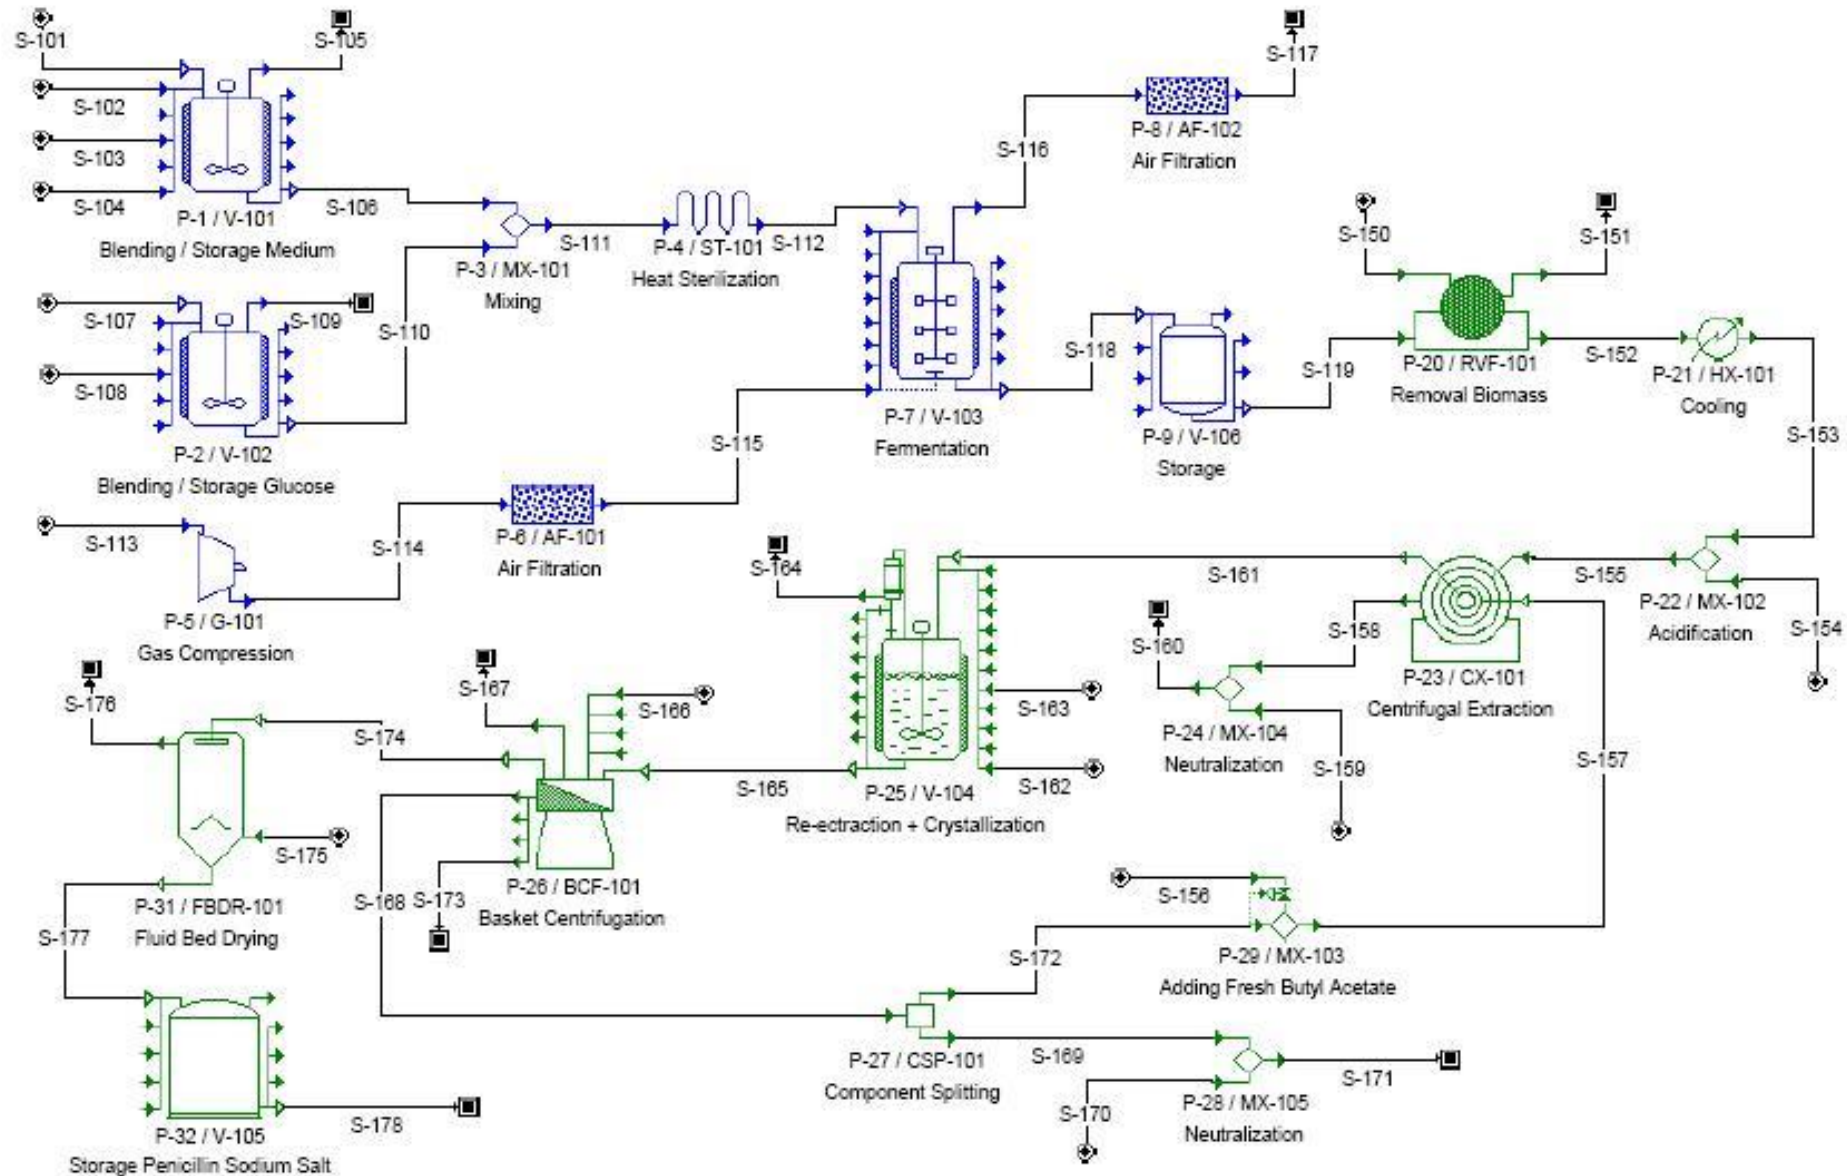 S-101
S-105
S-102
S-103
S-104
S-106
P-1 / V-101
Blending / Storage Medium
S-107
S-109
S-108
S-110
P-2 / V-102
Blending / Storage Glucose
P-3 / MX-101
Mixing
S-111
P-4 / ST-101
Heat Sterilization
S-112
S-113
P-5 / G-101
Gas Compression
S-114
P-6 / AF-101
Air Filtration
S-115
P-7 / V-103
Fermentation
S-116
P-8 / AF-102
Air Filtration
S-117
S-118
P-9 / V-106
Storage
S-119
S-150
S-151
P-20 / RVF-101
Removal Biomass
S-152
P-21 / HX-101
Cooling
S-153
S-154
P-22 / MX-102
Acidification
S-155
P-23 / CX-101
Centrifugal Extraction
S-157
S-158
S-160
P-24 / MX-104
Neutralization
S-159
S-161
S-164
S-163
S-162
P-25 / V-104
Re-ectraction + Crystallization
S-165
S-166
S-167
P-26 / BCF-101
Basket Centrifugation
S-168
S-173
S-174
S-176
S-175
P-31 / FBDR-101
Fluid Bed Drying
S-177
P-32 / V-105
Storage Penicillin Sodium Salt
S-178
S-156
P-29 / MX-103
Adding Fresh Butyl Acetate
S-172
P-27 / CSP-101
Component Splitting
S-169
S-170
P-28 / MX-105
Neutralization
S-171